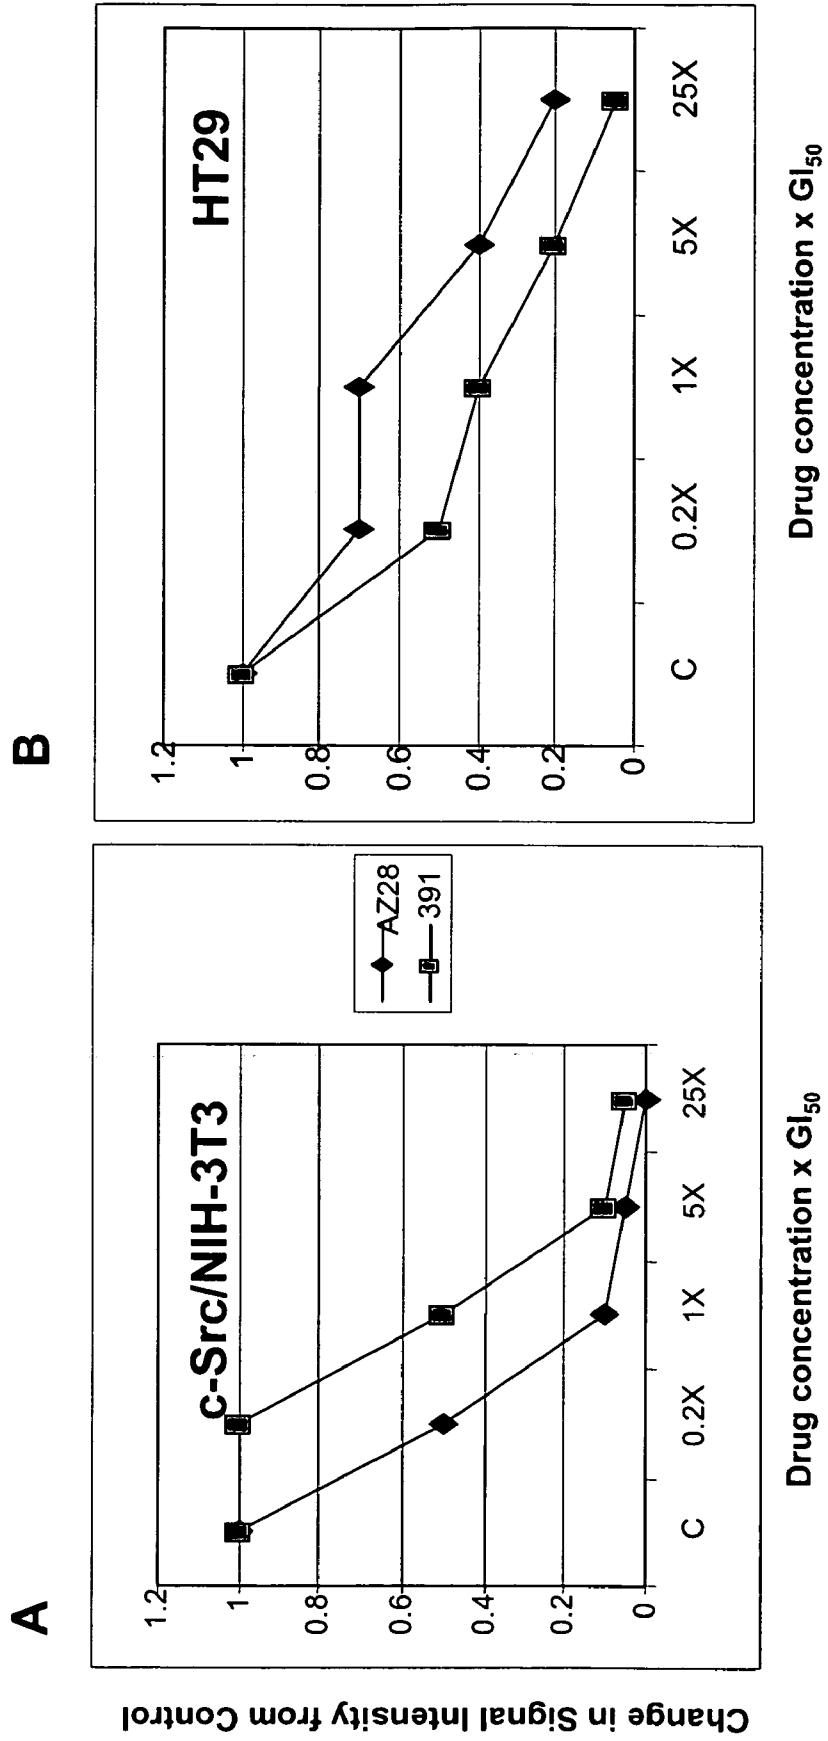 A
c-Src/NIH-3T3
1.2
1
0.8
0.6
0.4
0.2
0
C
0.2X
1X
5X
25X
Drug concentration x GI50
Change in Signal Intensity from Control
AZ28
391
B
HT29
1.2
1
0.8
0.6
0.4
0.2
0
C
0.2X
1X
5X
25X
Drug concentration x GI50